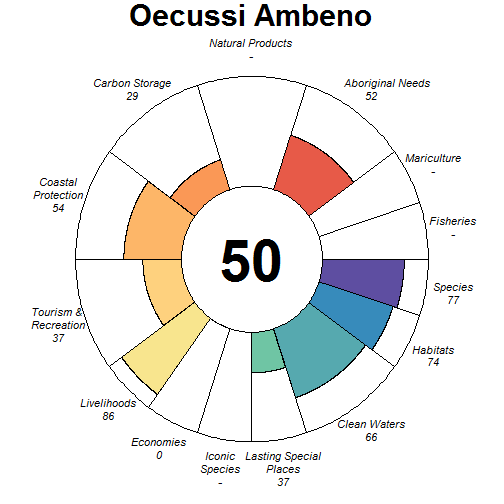 Oecussi Ambeno
Natural Products
-
Carbon Storage
29
Aboriginal Needs
52
Mariculture
-
Coastal
Protection
54
Fisheries
-
50
Species
77
Tourism &
Recreation
37
Habitats
74
Livelihoods
86
Clean Waters
66
Economies
0
Iconic
Species
-
Lasting Special
Places
37